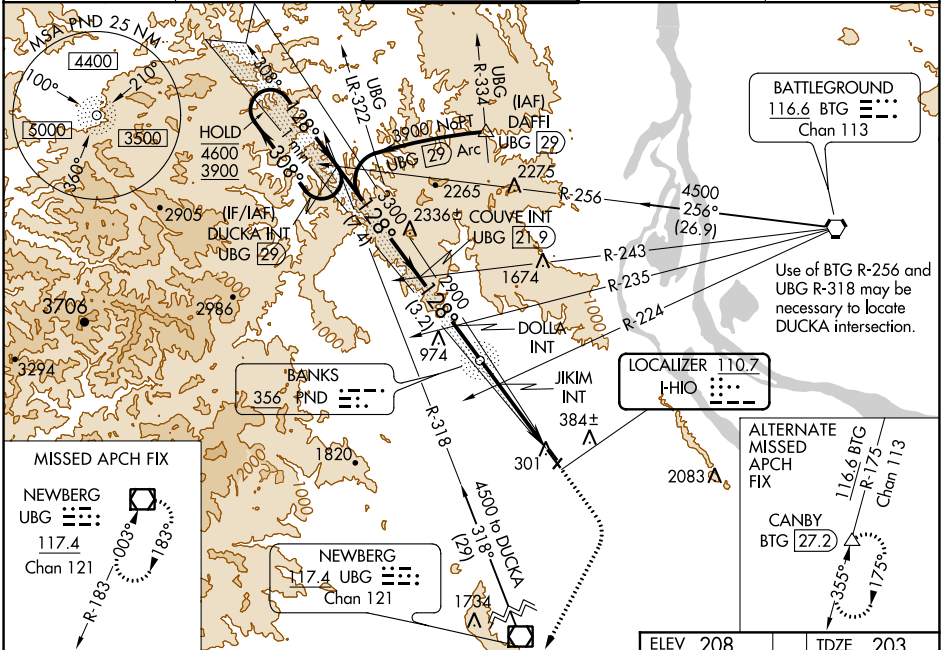 MSA PND 25 NM
4400
100°
210°
5000
3500
360°
308°
128°
1 min
308°
HOLD
4600
3900
UBG
LR-322
UBG
R-334
3900 NoPT
UBG 29 Arc
(IAF)
DAFFI
UBG 29
BATTLEGROUND
116.6 BTG
Chan 113
2275
2265
2905
(IF/IAF)
DUCKA INT
UBG 29
3300
128°
(7.4)
2336±
COUVE INT
UBG 21.9
R-256
4500
256°
(26.9)
R-243
1674
R-235
R-224
Use of BTG R-256 and
UBG R-318 may be
necessary to locate
DUCKA intersection.
3706
2986
1000
3294
2900
128°
(3.2)
974
DOLLA
INT
1000
BANKS
356 PND
JIKIM
INT
LOCALIZER 110.7
I-HIO
R-318
384±
301
1820
1000
2083
MISSED APCH FIX
NEWBERG
UBG
117.4
Chan 121
003°
183°
R-183
4500 to DUCKA
318°
(29)
NEWBERG
117.4 UBG
Chan 121
1734
ALTERNATE
MISSED
APCH
FIX
116.6 BTG
R-175
Chan 113
CANBY
BTG 27.2
355°
175°
ELEV 208
TDZE 203